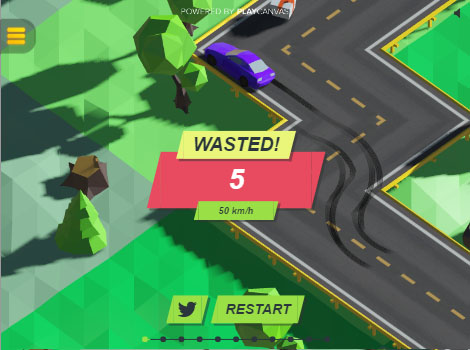 POWERED BY PLAYCANVAS
WASTED!
5
50 km/h
RESTART